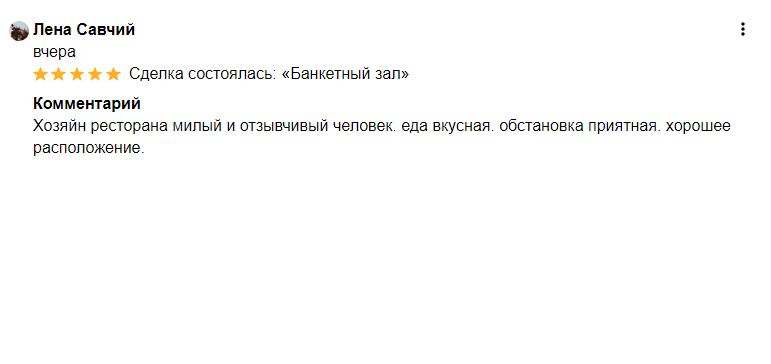 Лена Савчий
вчера
Сделка состоялась: «Банкетный зал»
Комментарий
Хозяйн ресторана милый и отзывчивый человек. еда вкусная. обстановка приятная. хорошее
расположение.